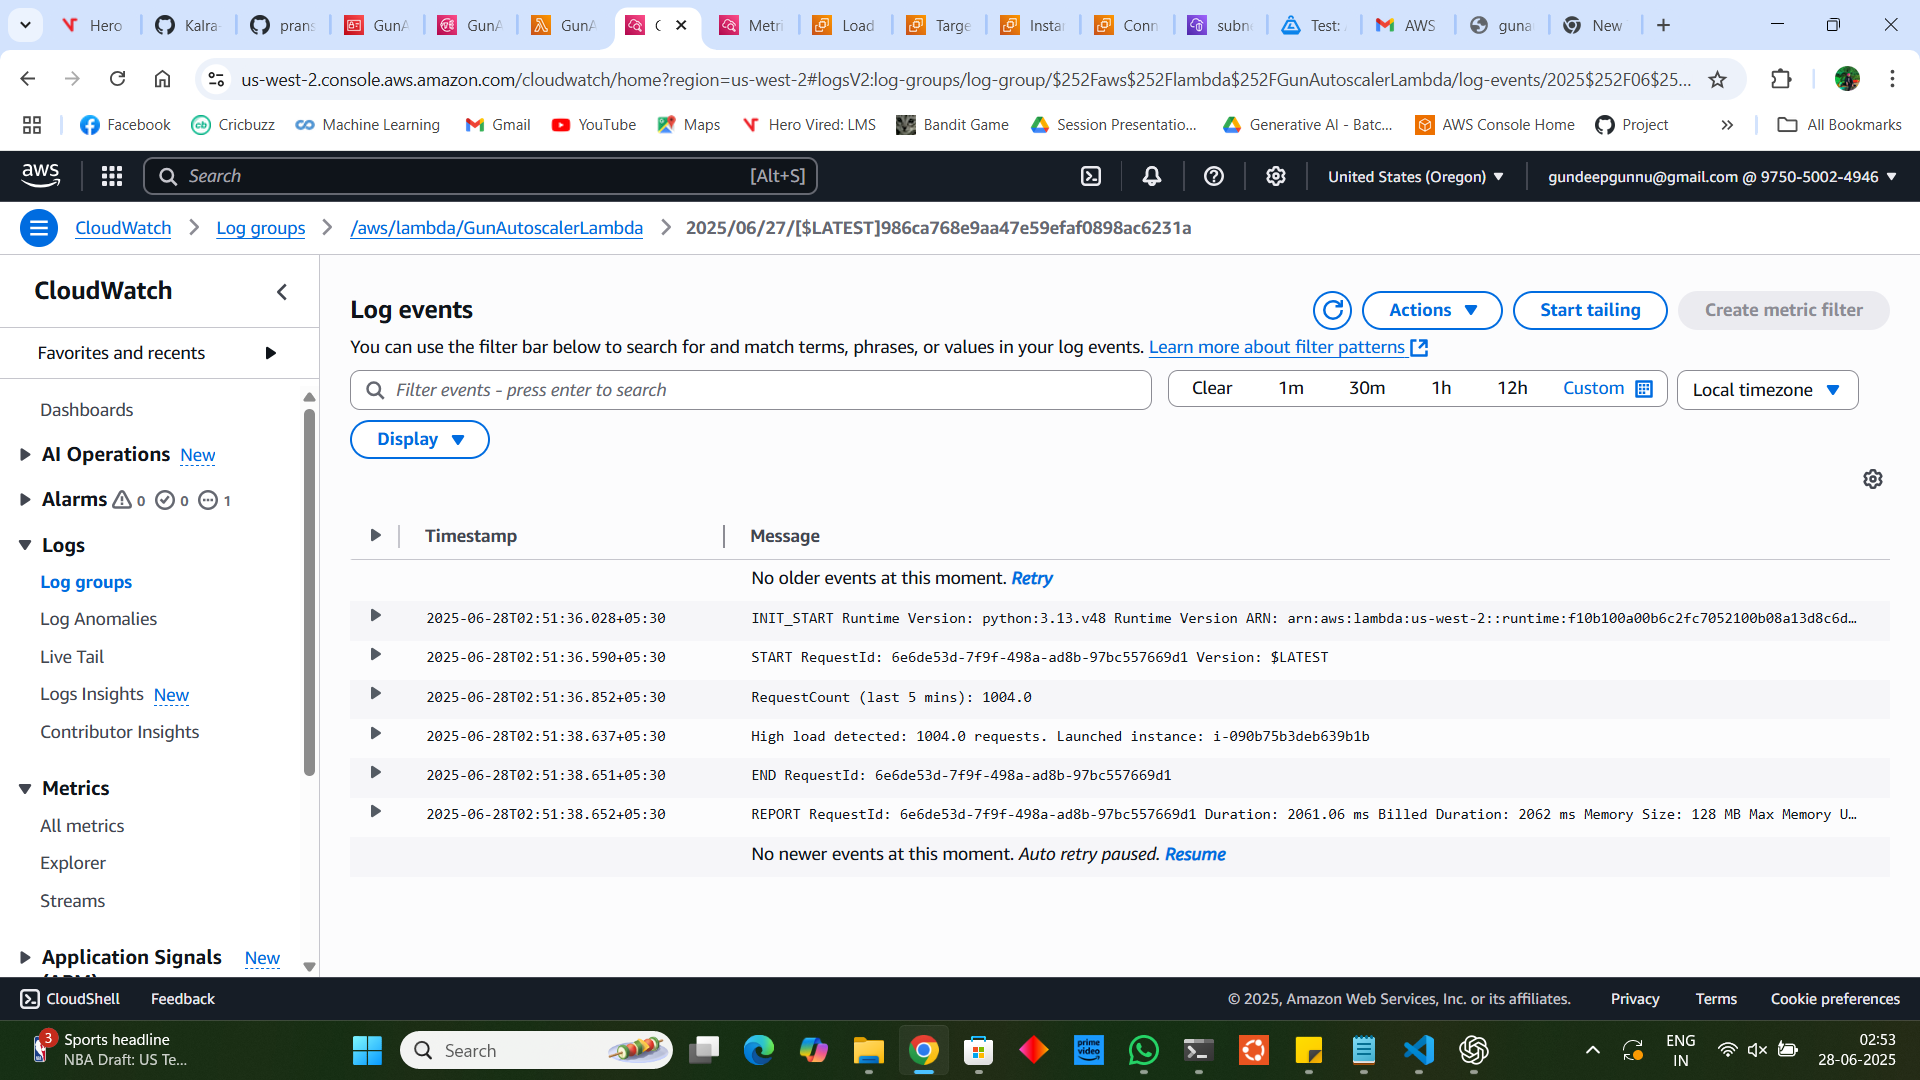 Hero
Kalra-
prans
GunA
GunA
GunA
C
Metri
Load
Targe
Instar
Conn
subne
Test: 
AWS
guna
New
us-west-2.console.aws.amazon.com/cloudwatch/home?region=us-west-2#logsV2:log-groups/log-group/$252Faws$252Flambda$252FGunAutoscalerLambda/log-events/2025$252F06$25...
Facebook
Cricbuzz
Machine Learning
Gmail
YouTube
Maps
Hero Vired: LMS
Bandit Game
Session Presentatio...
Generative AI - Batc...
AWS Console Home
Project
All Bookmarks
aws
Search
[Alt+S]
United States (Oregon)
gundeepgunnu@gmail.com @ 9750-5002-4946
CloudWatch
Log groups
/aws/lambda/GunAutoscalerLambda
2025/06/27/[$LATEST]986ca768e9aa47e59efaf0898ac6231a
CloudWatch
Favorites and recents
Dashboards
AI Operations New
Alarms 0 0 1
Logs
Log groups
Log Anomalies
Live Tail
Logs Insights New
Contributor Insights
Metrics
All metrics
Explorer
Streams
Application Signals New
Log events
Actions
Start tailing
Create metric filter
You can use the filter bar below to search for and match terms, phrases, or values in your log events. Learn more about filter patterns
Filter events - press enter to search
Clear 1m 30m 1h 12h Custom
Local timezone
Display
Timestamp Message
No older events at this moment. Retry
2025-06-28T02:51:36.028+05:30 INIT_START Runtime Version: python:3.13.v48 Runtime Version ARN: arn:aws:lambda:us-west-2::runtime:f10b100a00b6c2fc7052100b08a13d8c6d...
2025-06-28T02:51:36.590+05:30 START RequestId: 6e6de53d-7f9f-498a-ad8b-97bc557669d1 Version: $LATEST
2025-06-28T02:51:36.852+05:30 RequestCount (last 5 mins): 1004.0
2025-06-28T02:51:38.637+05:30 High load detected: 1004.0 requests. Launched instance: i-090b75b3deb639b1b
2025-06-28T02:51:38.651+05:30 END RequestId: 6e6de53d-7f9f-498a-ad8b-97bc557669d1
2025-06-28T02:51:38.652+05:30 REPORT RequestId: 6e6de53d-7f9f-498a-ad8b-97bc557669d1 Duration: 2061.06 ms Billed Duration: 2062 ms Memory Size: 128 MB Max Memory U...
No newer events at this moment. Auto retry paused. Resume
CloudShell
Feedback
© 2025, Amazon Web Services, Inc. or its affiliates.
Privacy
Terms
Cookie preferences
3
Sports headline
NBA Draft: US Te...
Search
prime video
ENG
IN
02:53
28-06-2025